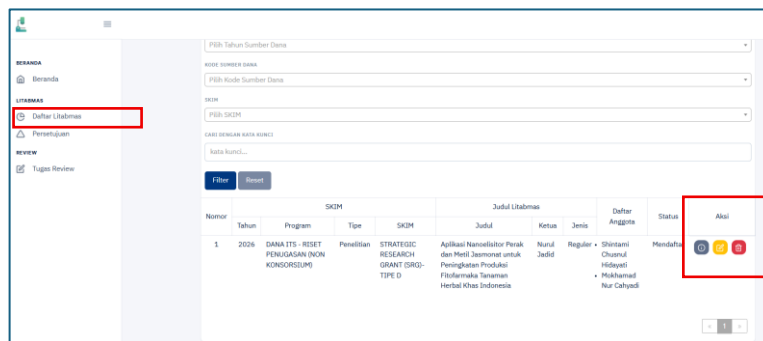 Pilih Tahun Sumber Dana
BERANDA
Beranda
LITABMAS
Daftar Litabmas
Persetujuan
REVIEW
Tugas Review
KODE SUMBER DANA
Pilih Kode Sumber Dana
SKIM
Pilih SKIM
CARI DENGAN KATA KUNCI
kata kunci...
Filter Reset
Nomor SKIM Judul Litabmas Daftar Anggota Status Aksi
Tahun Program Tipe SKIM Judul Ketua Jenis
1 2026 DANA ITS - RISET Penelitian STRATEGIC Aplikasi Nanoelisitor Perak Nurul Reguler • Shintami Mendaftar
PENUGASAN (NON RESEARCH dan Metil Jasmonat untuk Jadid Chusnul
KONSORSIUM) GRANT (SRG)- Peningkatan Produksi Hidayati
TIPE D Fitofarmaka Tanaman • Mokhamad
Herbal Khas Indonesia Nur Cahyadi
< 1 >